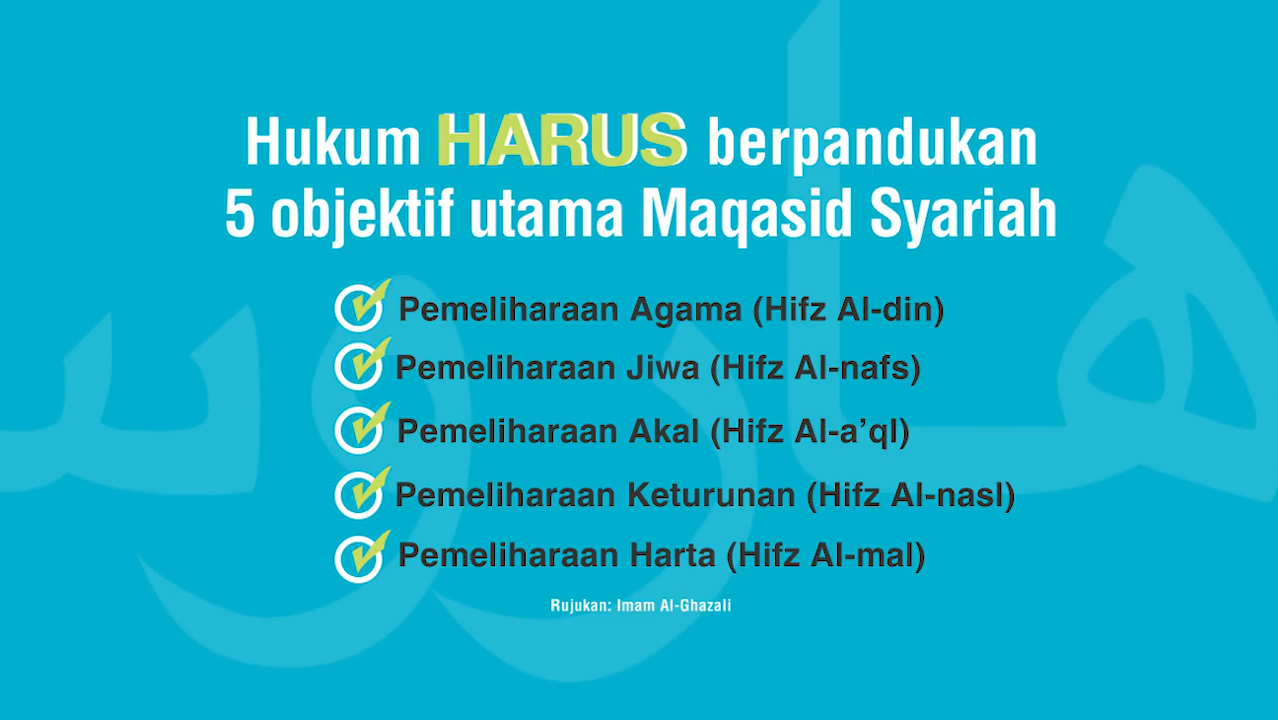 Hukum HARUS berpandukan
5 objektif utama Maqasid Syariah
Pemeliharaan Agama (Hifz Al-din)
Pemeliharaan Jiwa (Hifz Al-nafs)
Pemeliharaan Akal (Hifz Al-a’ql)
Pemeliharaan Keturunan (Hifz Al-nasl)
Pemeliharaan Harta (Hifz Al-mal)
Rujukan: Imam Al-Ghazali
هاروس